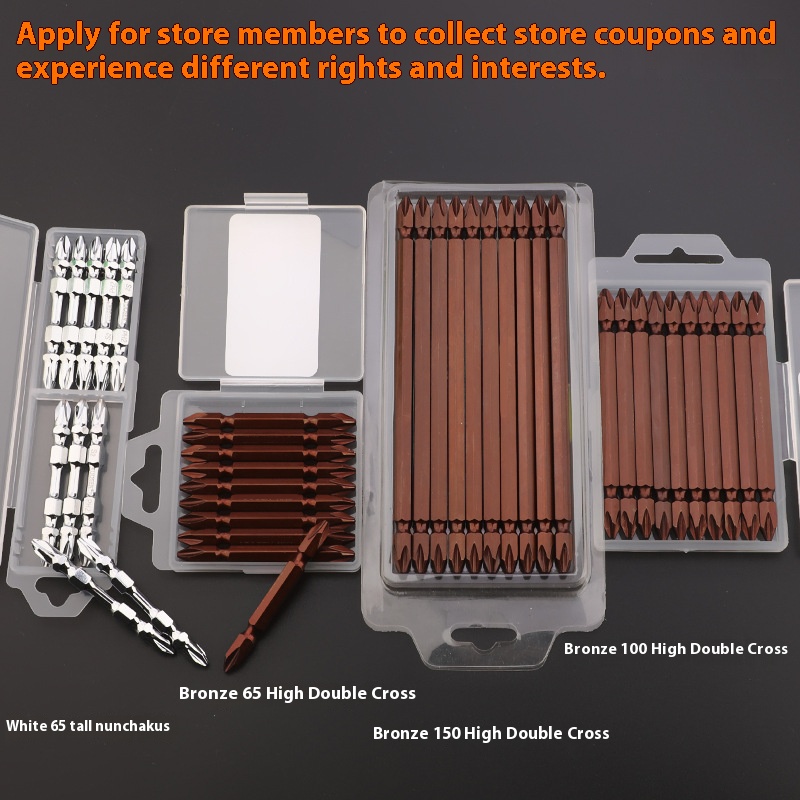 Apply for store members to collect store coupons and
experience different rights and interests.
Bronze 100 High Double Cross
Bronze 65 High Double Cross
White 65 tall nunchakus
Bronze 150 High Double Cross